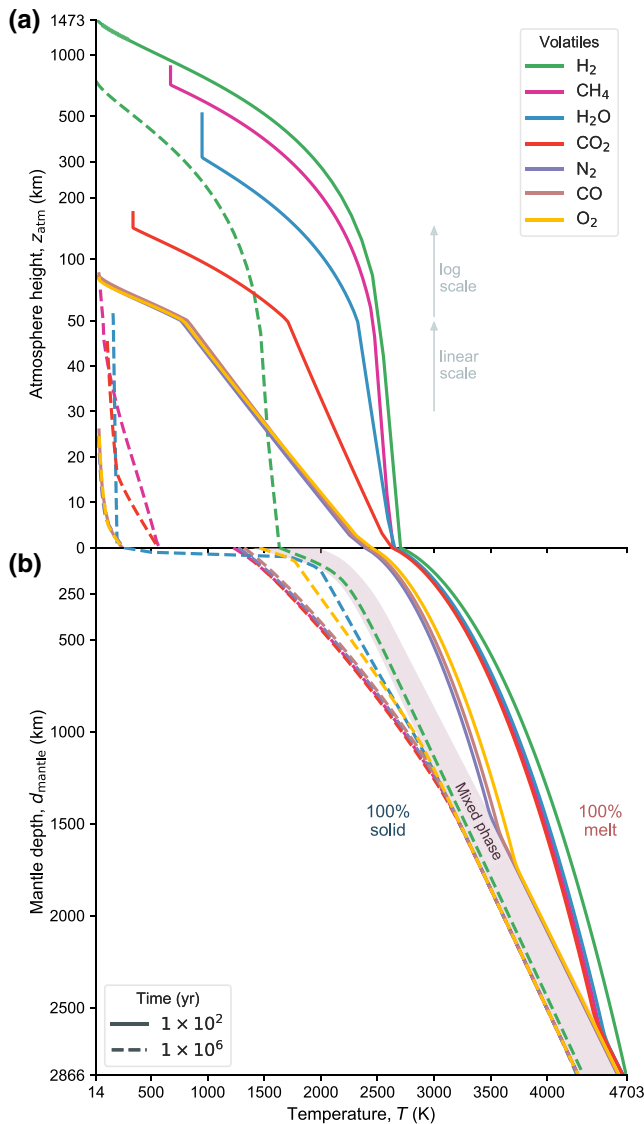 (a)
Atmosphere height, z_atm (km)
1473
1000
500
300
200
100
50
40
30
20
10
0
Volatiles
H₂
CH₄
H₂O
CO₂
N₂
CO
O₂
log
scale
linear
scale
(b)
Mantle depth, d_mantle (km)
250
500
1000
1500
2000
2500
2866
Mixed phase
100%
solid
100%
melt
Time (yr)
1 × 10²
1 × 10⁶
14
500
1000
1500
2000
2500
3000
3500
4000
4703
Temperature, T (K)